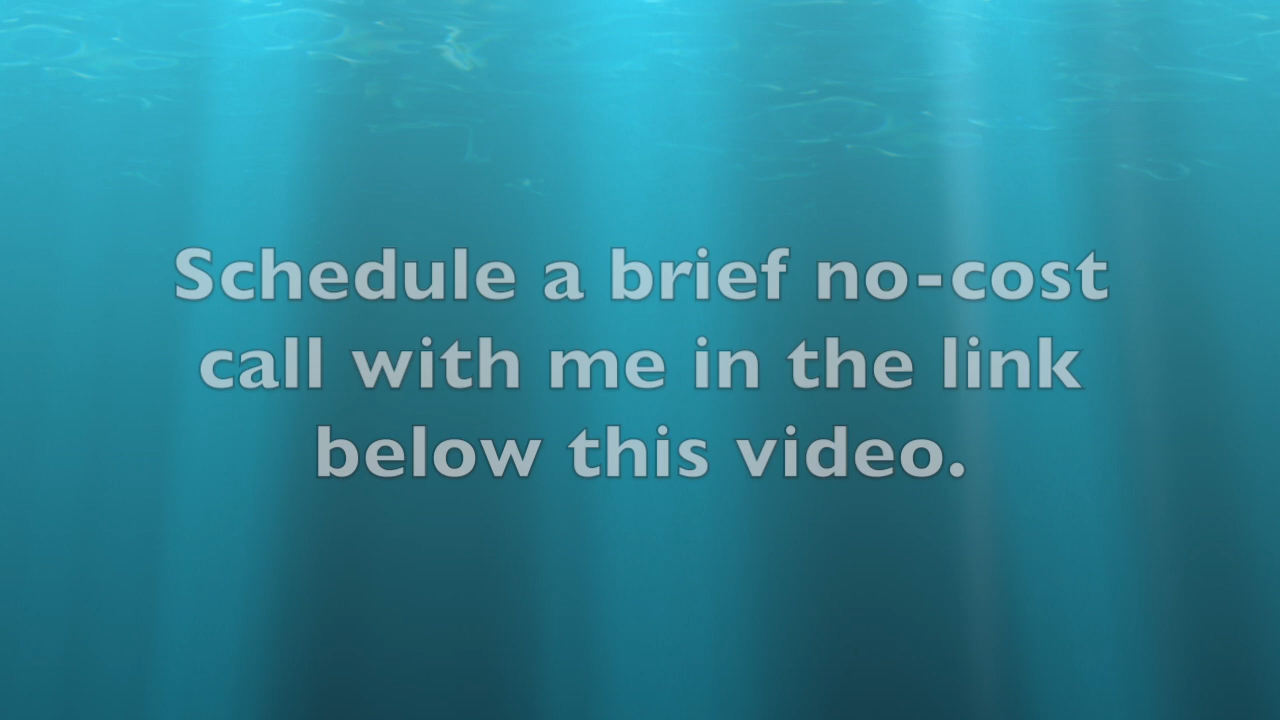 Schedule a brief no-cost
call with me in the link
below this video.